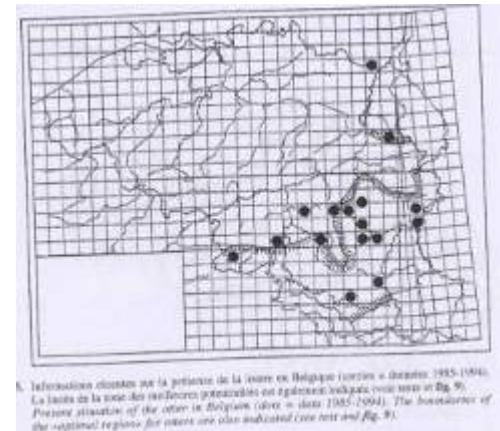 5. Informations récentes sur la présence de la loutre en Belgique (cercles = données 1985-1994).
La limite de la zone des meilleures potentialités est également indiquée (voir texte et fig. 9).
Present situation of the otter in Belgium (dots = data 1985-1994). The boundaries of
the «optimal region» for otters are also indicated (see text and fig. 9).